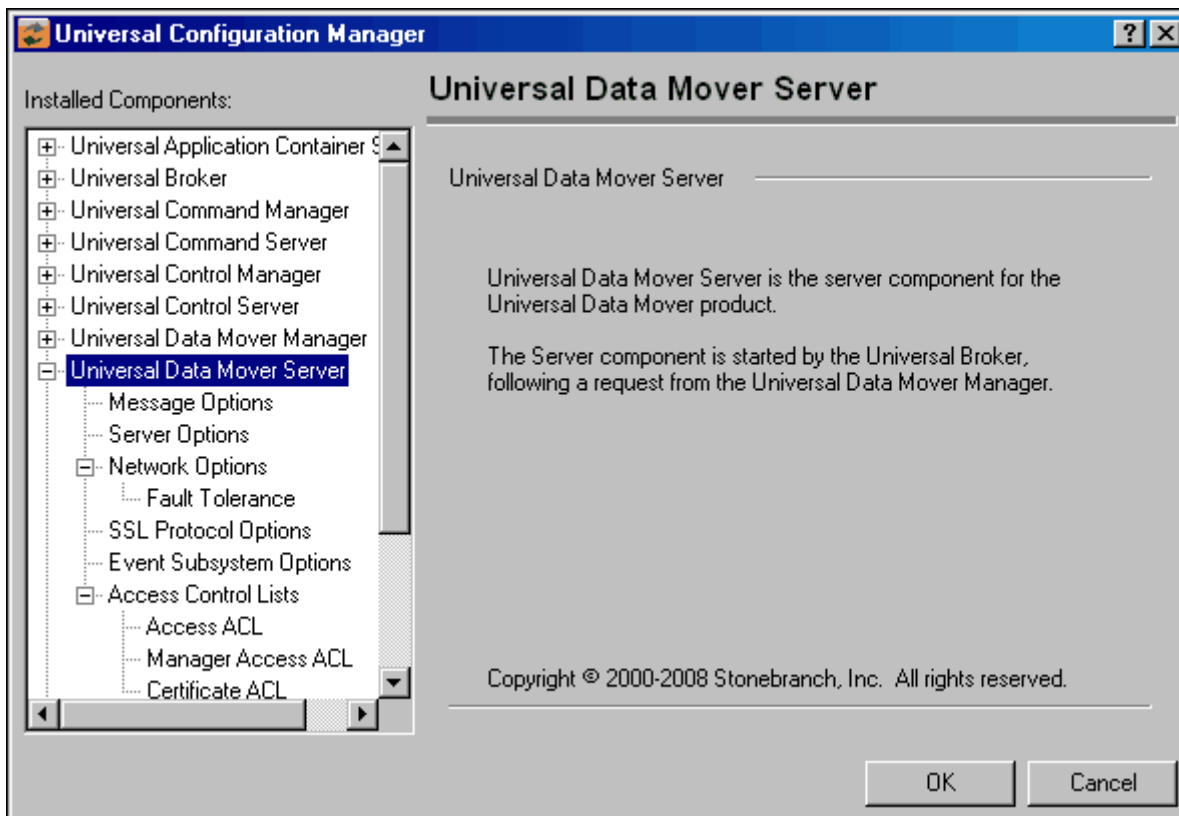 Universal Configuration Manager
Installed Components:
Universal Application Container S
Universal Broker
Universal Command Manager
Universal Command Server
Universal Control Manager
Universal Control Server
Universal Data Mover Manager
Universal Data Mover Server
Message Options
Server Options
Network Options
Fault Tolerance
SSL Protocol Options
Event Subsystem Options
Access Control Lists
Access ACL
Manager Access ACL
Certificate ACL
Universal Data Mover Server
Universal Data Mover Server
Universal Data Mover Server is the server component for the
Universal Data Mover product.
The Server component is started by the Universal Broker,
following a request from the Universal Data Mover Manager.
Copyright © 2000-2008 Stonebranch, Inc. All rights reserved.
OK
Cancel